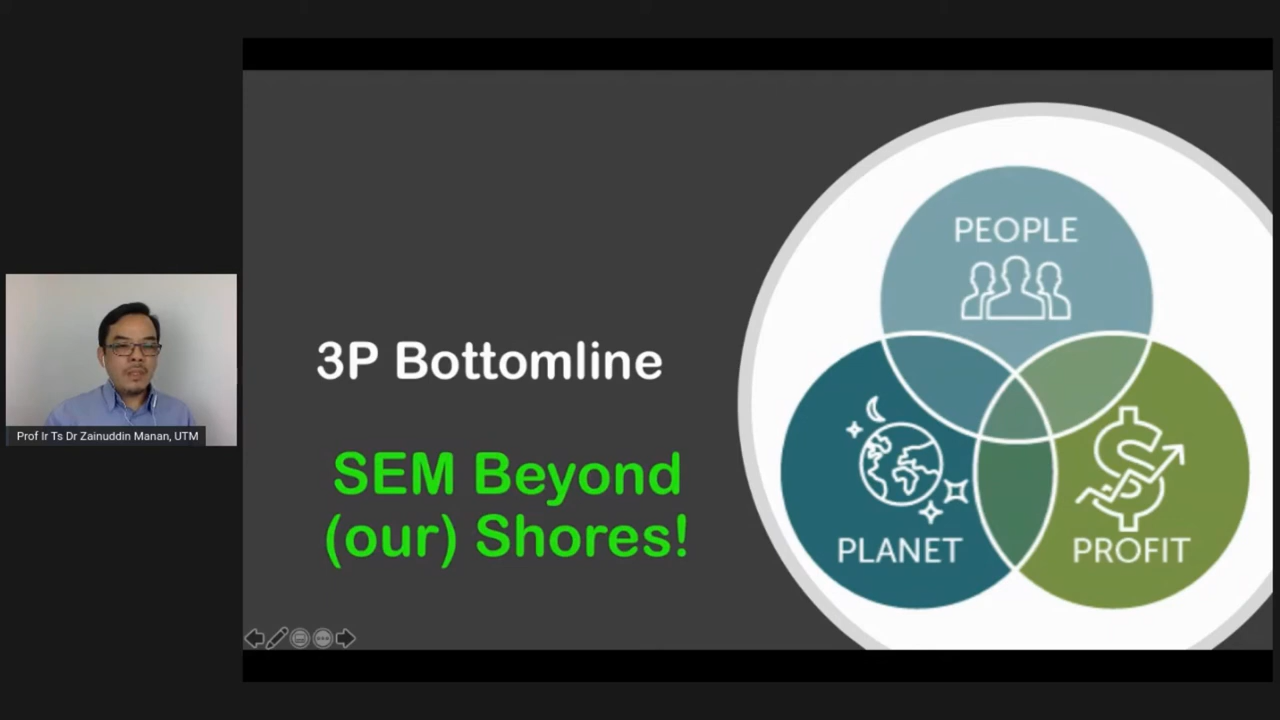 Prof Ir Ts Dr Zainuddin Manan, UTM
3P Bottomline
SEM Beyond
(our) Shores!
PEOPLE
PLANET
PROFIT